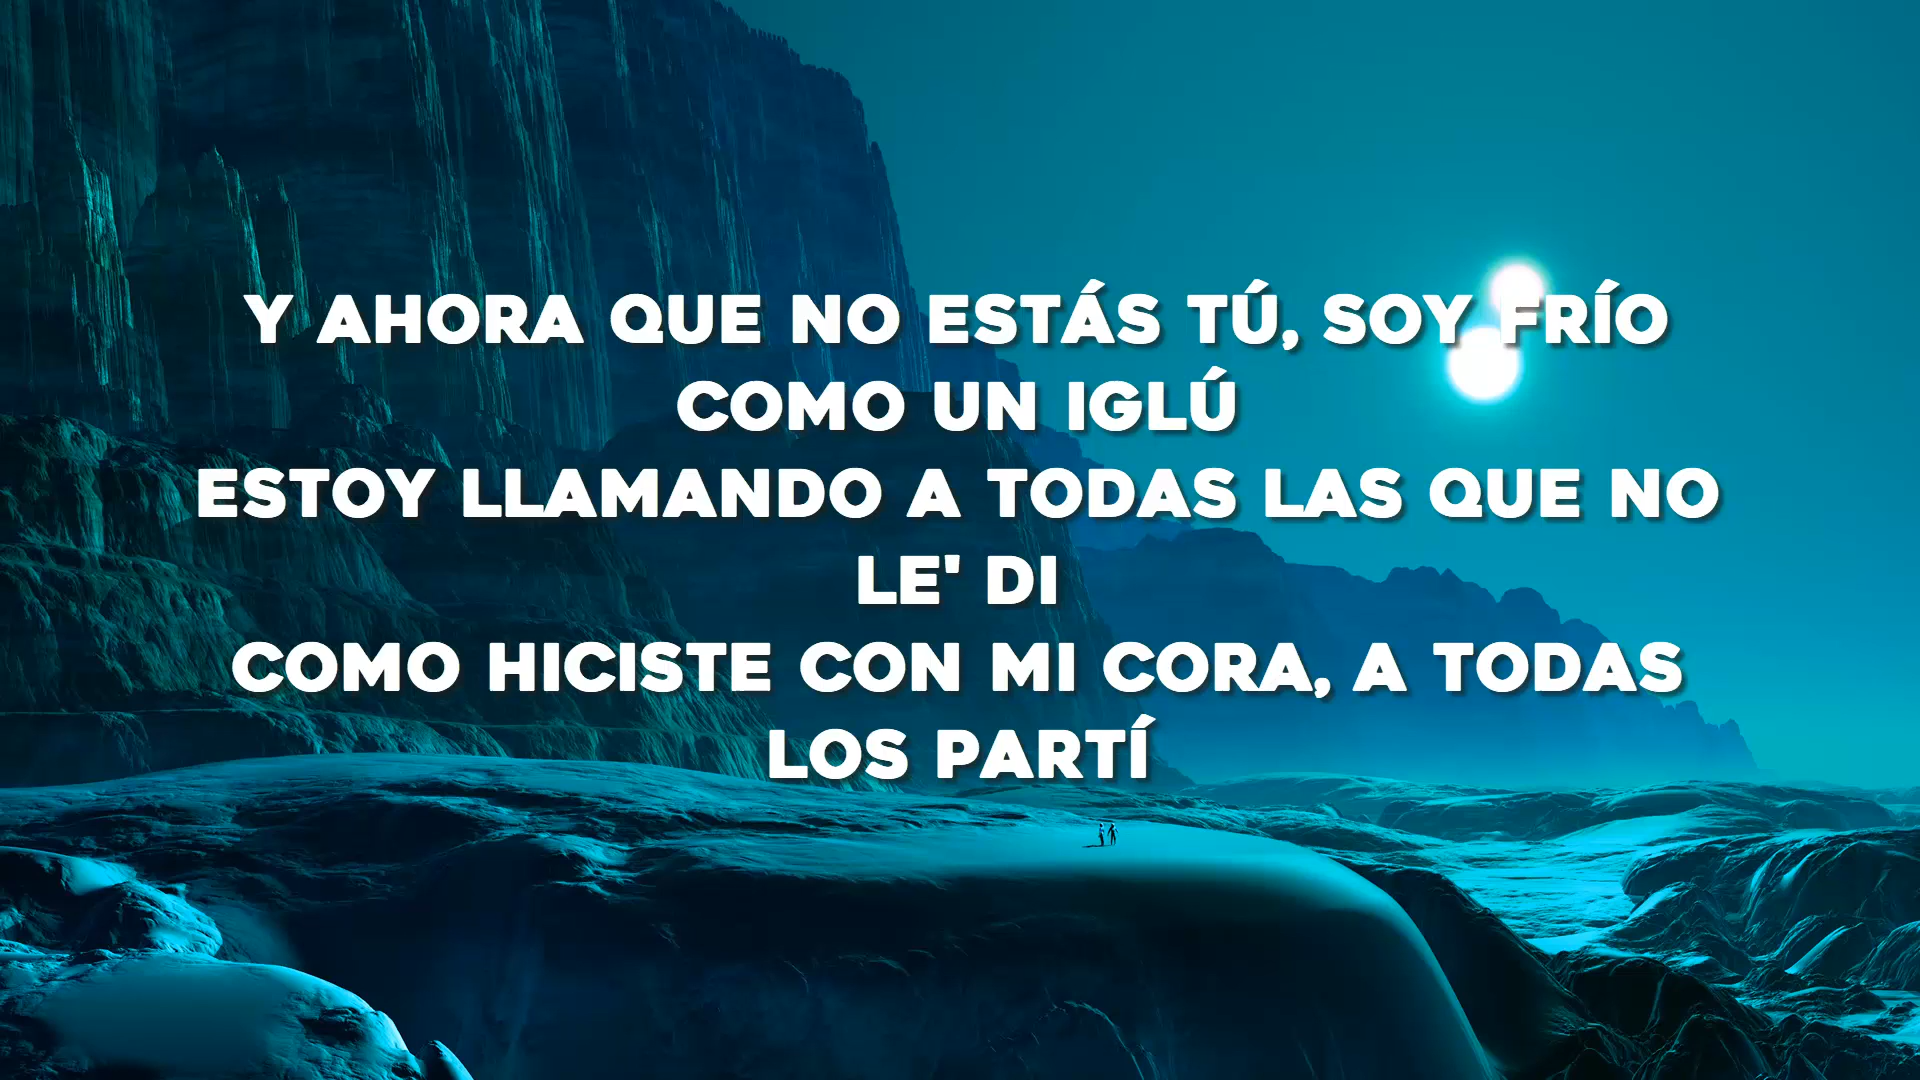 Y AHORA QUE NO ESTÁS TÚ, SOY FRÍO
COMO UN IGLÚ
ESTOY LLAMANDO A TODAS LAS QUE NO
LE' DI
COMO HICISTE CON MI CORA, A TODAS
LOS PARTÍ